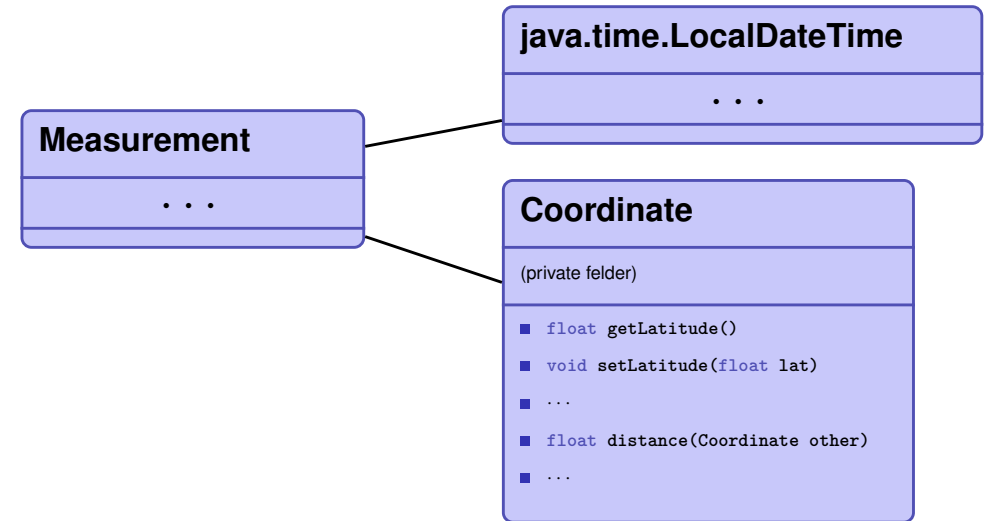 java.time.LocalDateTime
. . .
Measurement
. . .
Coordinate
(private felder)
float getLatitude()
void setLatitude(float lat)
...
float distance(Coordinate other)
...